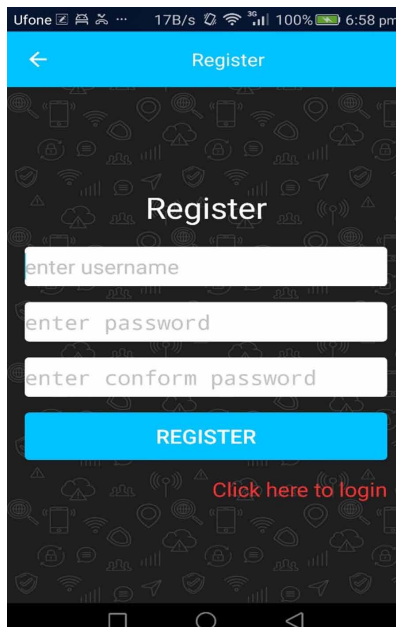 Ufone ... 17B/s 3G 100% 6:58 pm
Register
Register
enter username
enter password
enter conform password
REGISTER
Click here to login